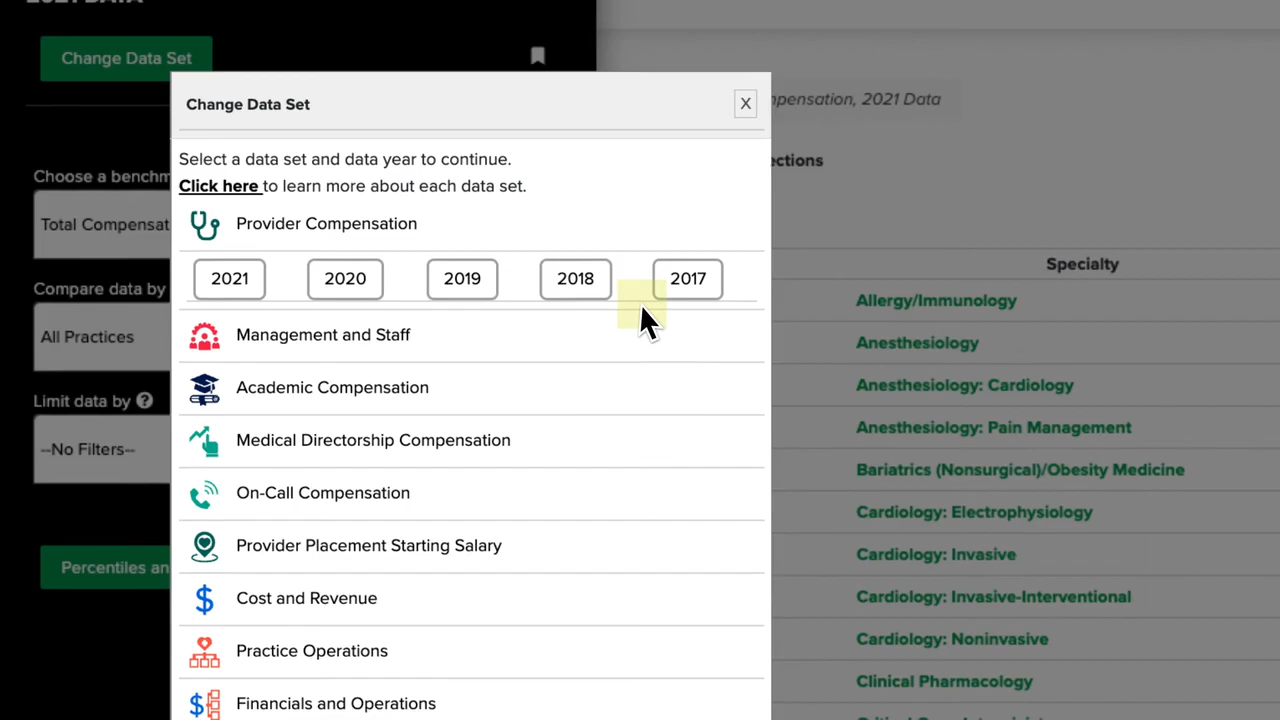 2021 DATA
Change Data Set
Change Data Set
X
mpensation, 2021 Data
Select a data set and data year to continue.
ections
Click here to learn more about each data set.
Choose a benchm
Total Compensat
Provider Compensation
2021 2020 2019 2018 2017
Compare data by
All Practices
Management and Staff
Academic Compensation
Limit data by ?
--No Filters--
Medical Directorship Compensation
On-Call Compensation
Provider Placement Starting Salary
Percentiles an
Cost and Revenue
Practice Operations
Financials and Operations
Specialty
Allergy/Immunology
Anesthesiology
Anesthesiology: Cardiology
Anesthesiology: Pain Management
Bariatrics (Nonsurgical)/Obesity Medicine
Cardiology: Electrophysiology
Cardiology: Invasive
Cardiology: Invasive-Interventional
Cardiology: Noninvasive
Clinical Pharmacology